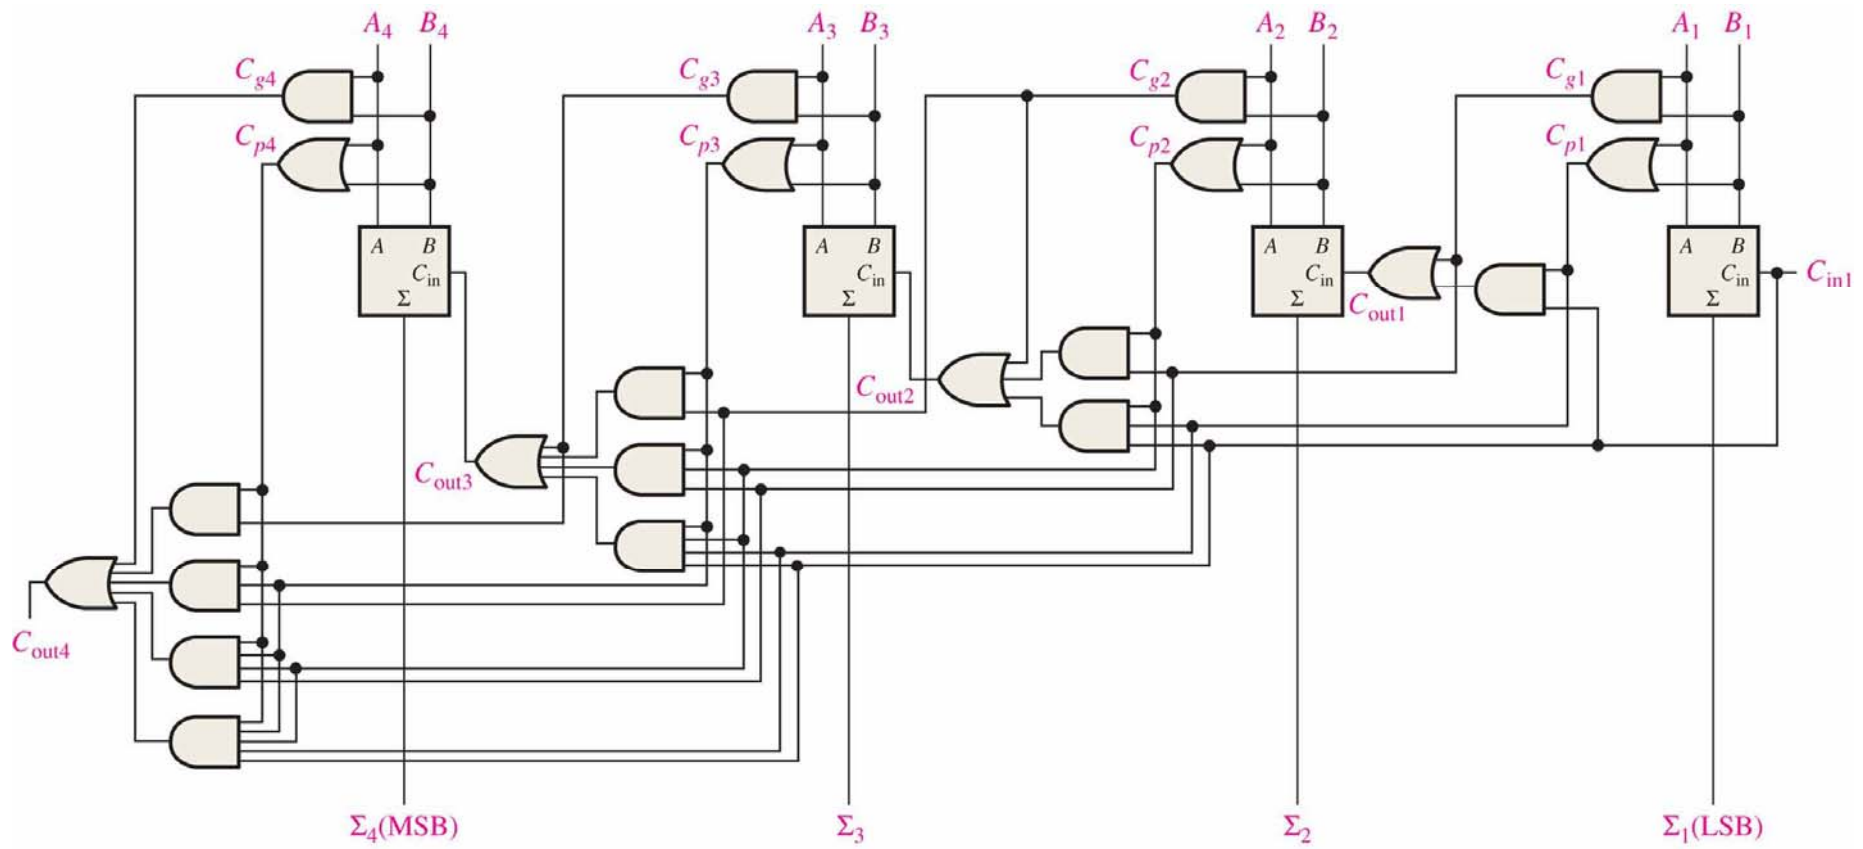 A4 B4 A3 B3 A2 B2 A1 B1
Cg4 Cg3 Cg2 Cg1
Cp4 Cp3 Cp2 Cp1
A B A B A B A B
Cin Cin Cin Cin Cin1
Σ Σ Σ Σ
Cout1
Cout2
Cout3
Cout4
Σ4(MSB) Σ3 Σ2 Σ1(LSB)